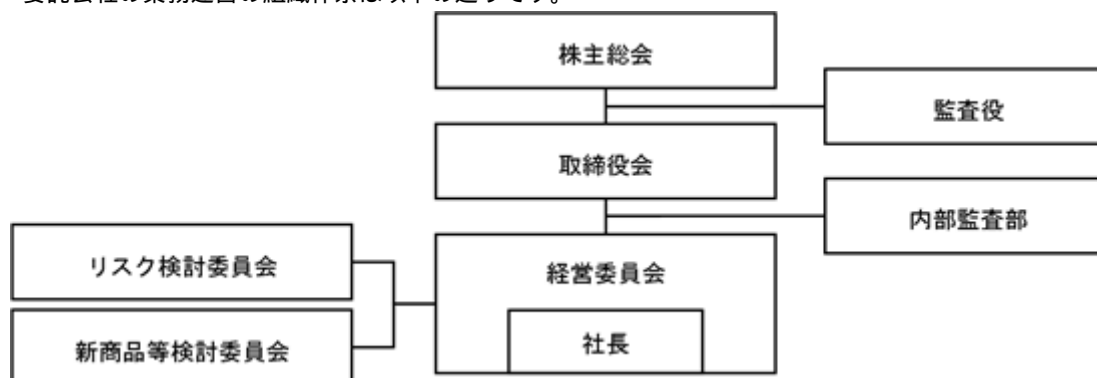 株主総会
監査役
取締役会
内部監査部
リスク検討委員会
経営委員会
新商品等検討委員会
社長